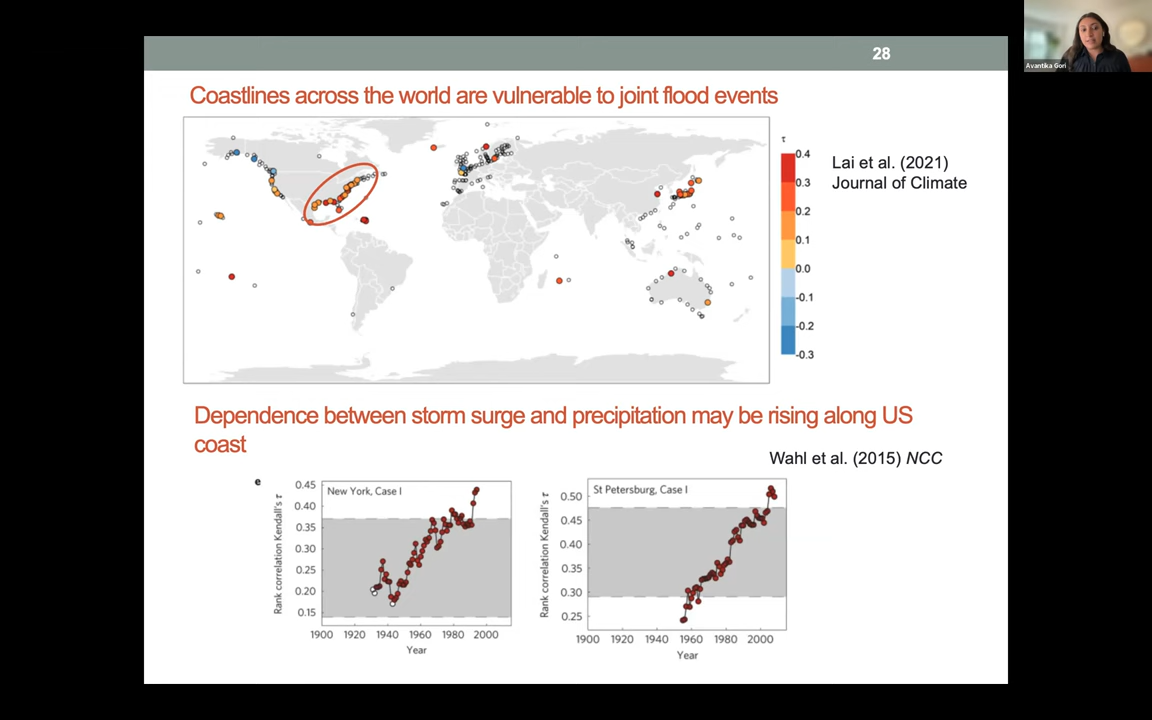 28
Avantika Gori
Coastlines across the world are vulnerable to joint flood events
τ
0.4
0.3
0.2
0.1
0.0
-0.1
-0.2
-0.3
Lai et al. (2021)
Journal of Climate
Dependence between storm surge and precipitation may be rising along US
coast
Wahl et al. (2015) NCC
e
New York, Case I
Rank correlation Kendall's τ
0.45
0.40
0.35
0.30
0.25
0.20
0.15
1900 1920 1940 1960 1980 2000
Year
St Petersburg, Case I
Rank correlation Kendall's τ
0.50
0.45
0.40
0.35
0.30
0.25
1900 1920 1940 1960 1980 2000
Year